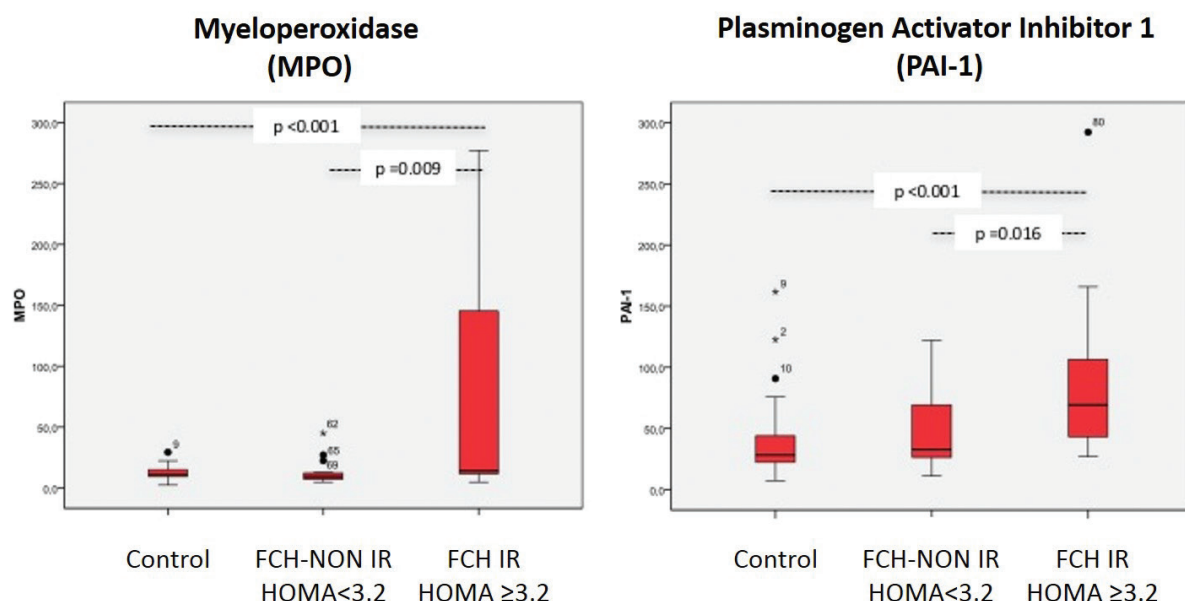 Myeloperoxidase
(MPO)
300,0
250,0
200,0
150,0
100,0
50,0
0,0
MPO
p <0.001
p =0.009
9
62
65
69
Control
FCH-NON IR
HOMA<3.2
FCH IR
HOMA ≥3.2
Plasminogen Activator Inhibitor 1
(PAI-1)
300,0
250,0
200,0
150,0
100,0
50,0
0,0
PAI-1
80
p <0.001
p =0.016
9
2
10
Control
FCH-NON IR
HOMA<3.2
FCH IR
HOMA ≥3.2